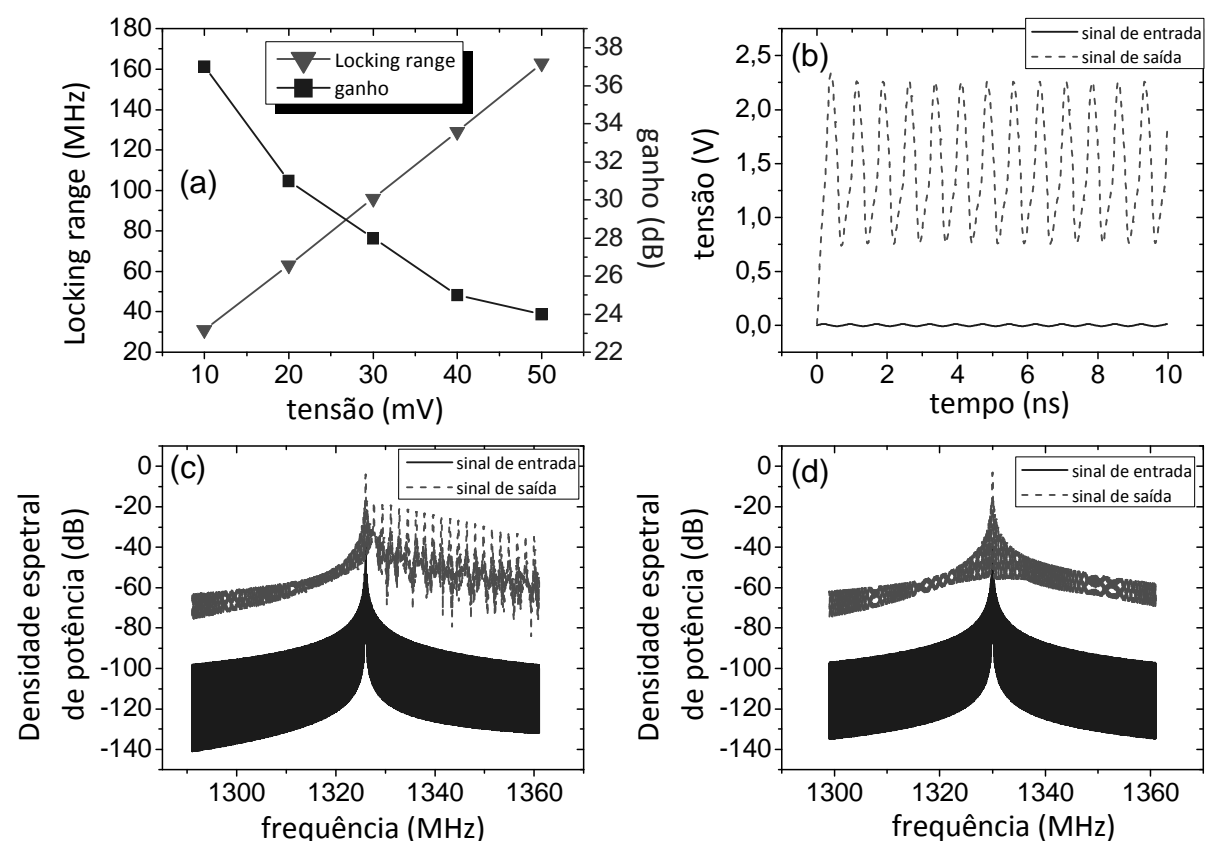 180
160
140
120
100
80
60
40
20
Locking range (MHz)
(a)
Locking range
ganho
38
36
34
32
30
28
26
24
22
ganho (dB)
10 20 30 40 50
tensão (mV)
(b)
sinal de entrada
sinal de saída
2,5
2,0
1,5
1,0
0,5
0,0
tensão (V)
0 2 4 6 8 10
tempo (ns)
(c)
sinal de entrada
sinal de saída
0
-20
-40
-60
-80
-100
-120
-140
Densidade espetral
de potência (dB)
1300 1320 1340 1360
frequência (MHz)
(d)
sinal de entrada
sinal de saída
0
-20
-40
-60
-80
-100
-120
-140
Densidade espetral
de potência (dB)
1300 1320 1340 1360
frequência (MHz)